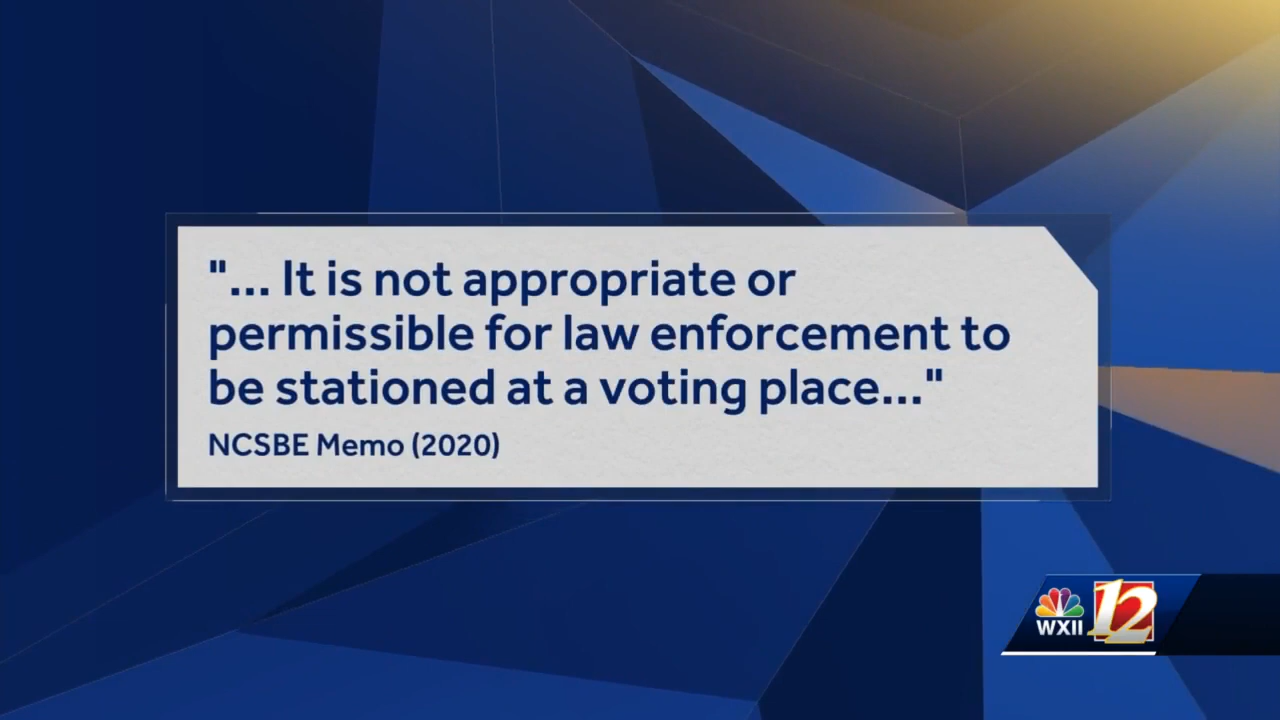 "... It is not appropriate or
permissible for law enforcement to
be stationed at a voting place..."
NCSBE Memo (2020)
WXII 12